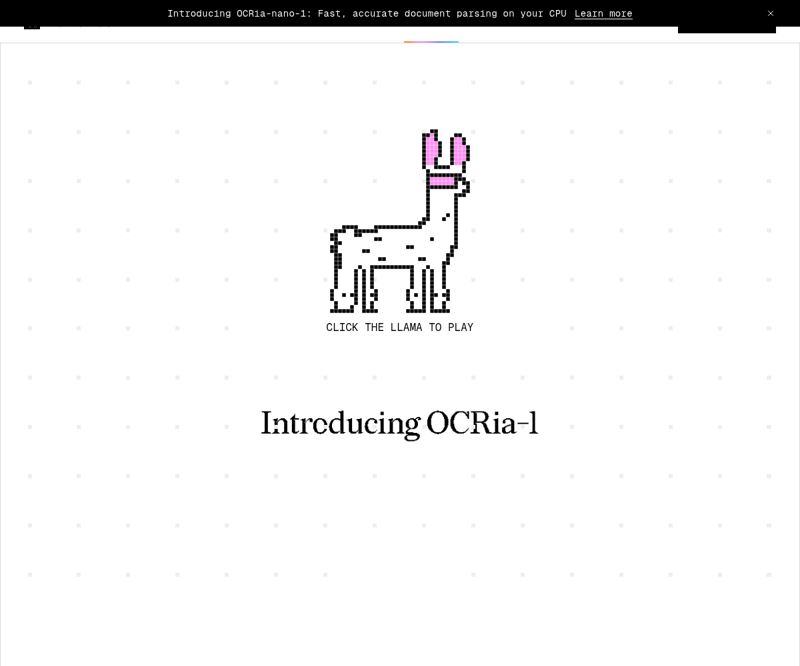 Introducing OCRia-nano-1: Fast, accurate document parsing on your CPU Learn more ×
CLICK THE LLAMA TO PLAY
Introducing OCRia-1